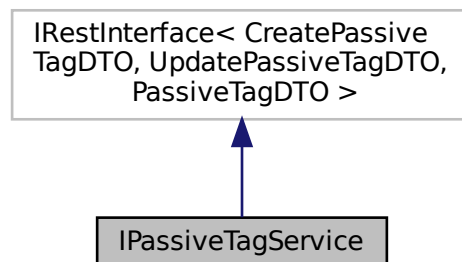 IRestInterface< CreatePassive
TagDTO, UpdatePassiveTagDTO,
PassiveTagDTO >
IPassiveTagService